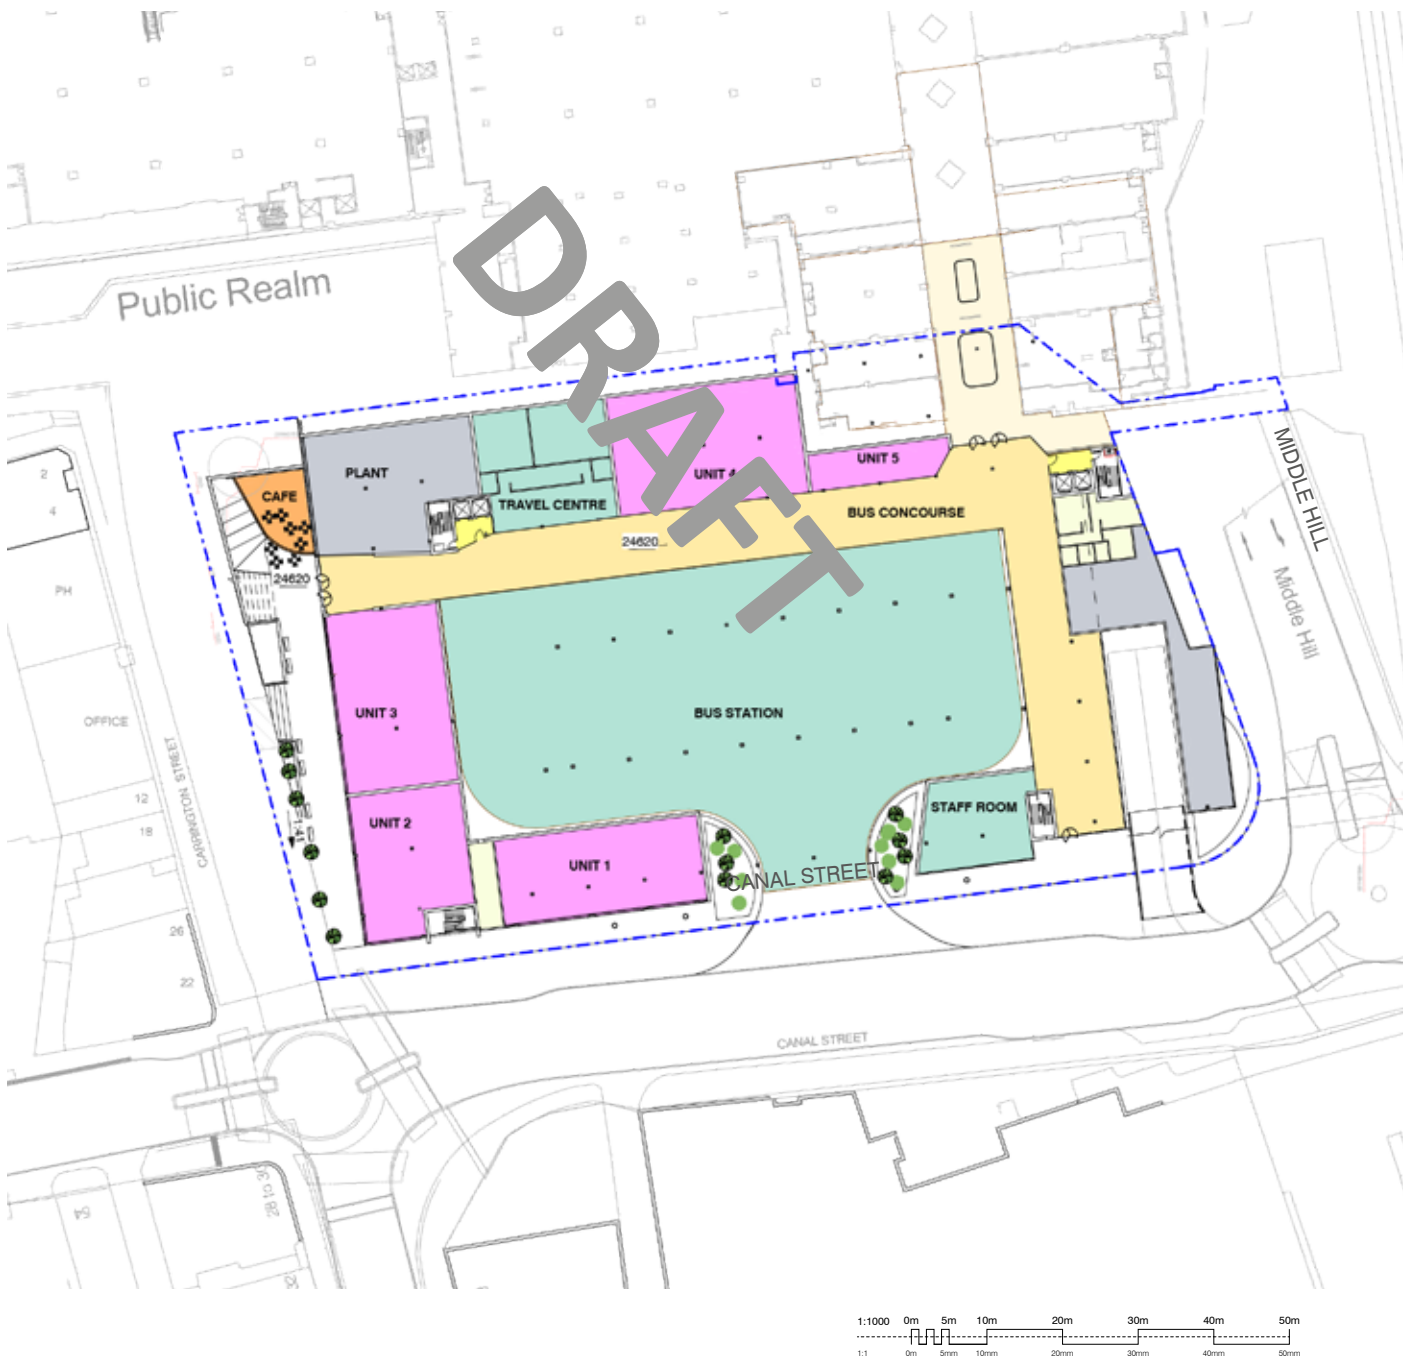 Public Realm
DRAFT
2
4
PH
OFFICE
CARRINGTON STREET
12
18
26
22
PLANT
CAFE
TRAVEL CENTRE
UNIT 4
UNIT 5
BUS CONCOURSE
24620
24620
MIDDLE HILL
Middle Hill
UNIT 3
BUS STATION
UNIT 2
STAFF ROOM
UNIT 1
CANAL STREET
CANAL STREET
1:1000 0m 5m 10m 20m 30m 40m 50m
1:1 0m 5mm 10mm 20mm 30mm 40mm 50mm